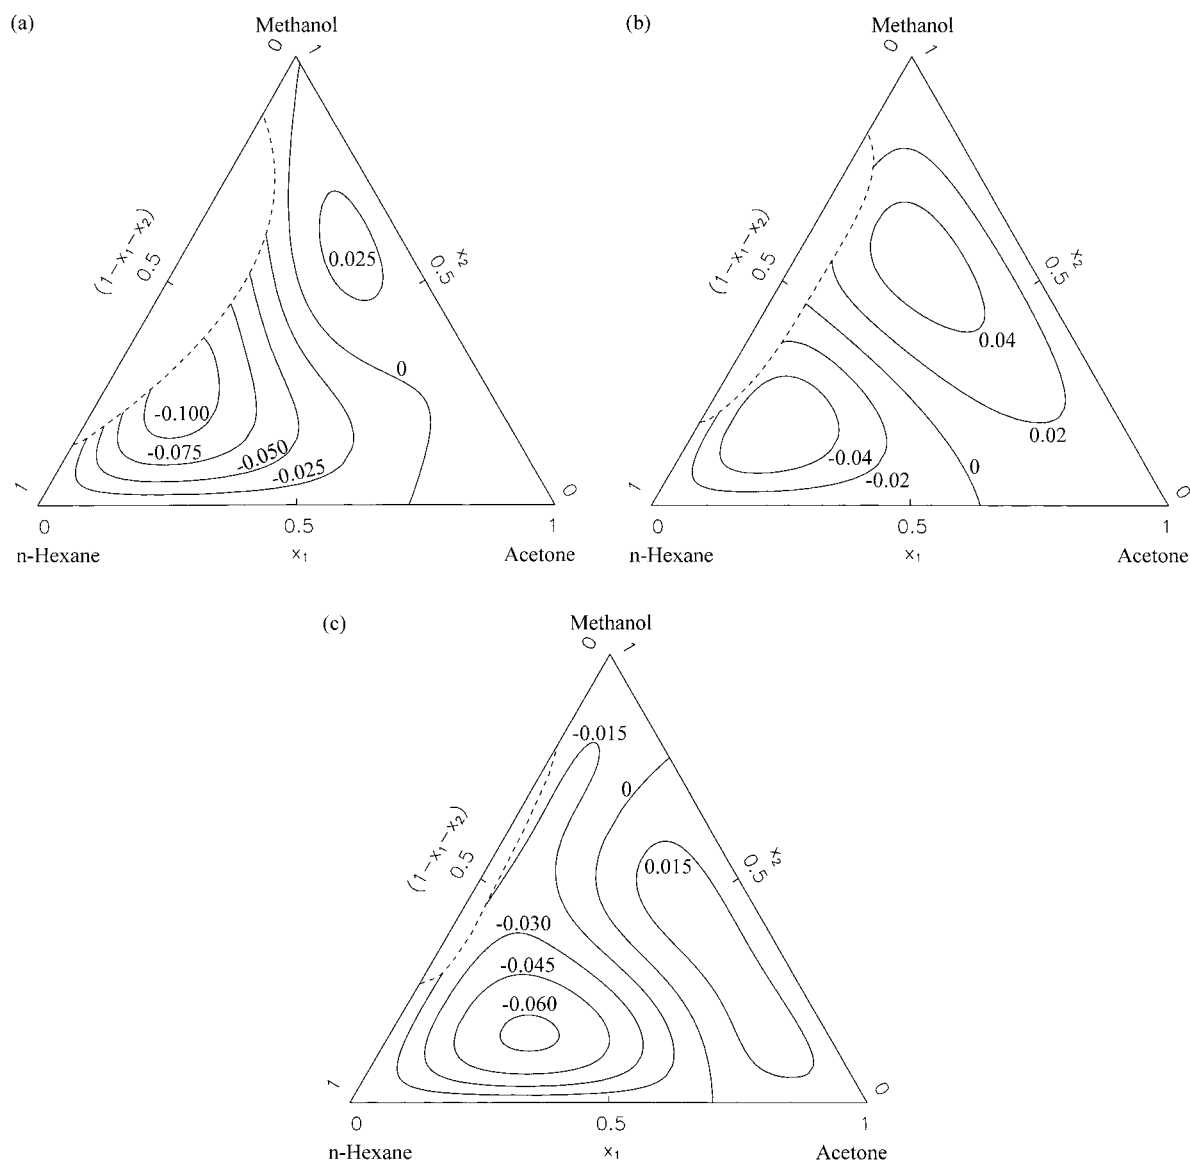 (a)
Methanol
0 1
(1−x₁−x₂)
0.5
x₂
0.5
0.025
0
-0.100
-0.075
-0.050
-0.025
1
0
0
0.5
1
n-Hexane
x₁
Acetone
(b)
Methanol
0 1
(1−x₁−x₂)
0.5
x₂
0.5
0.04
0.02
-0.04
-0.02
0
1
0
0
0.5
1
n-Hexane
x₁
Acetone
(c)
Methanol
0 1
-0.015
0
(1−x₁−x₂)
0.5
0.015
x₂
0.5
-0.030
-0.045
-0.060
1
0
0
0.5
1
n-Hexane
x₁
Acetone